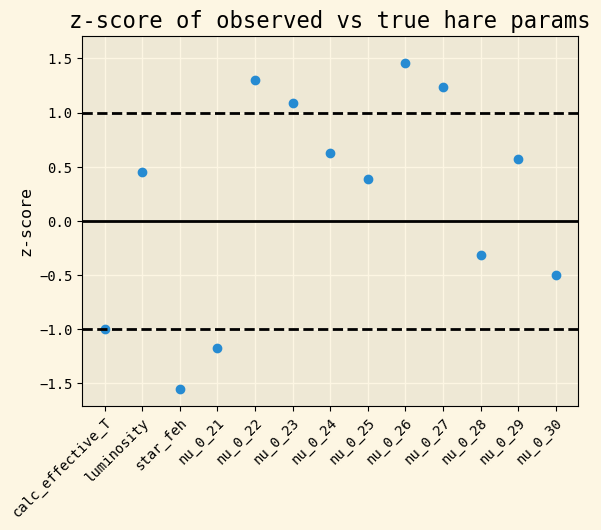 z-score of observed vs true hare params
z-score
1.5
1.0
0.5
0.0
−0.5
−1.0
−1.5
calc_effective_T
luminosity
star_feh
nu_0_21
nu_0_22
nu_0_23
nu_0_24
nu_0_25
nu_0_26
nu_0_27
nu_0_28
nu_0_29
nu_0_30